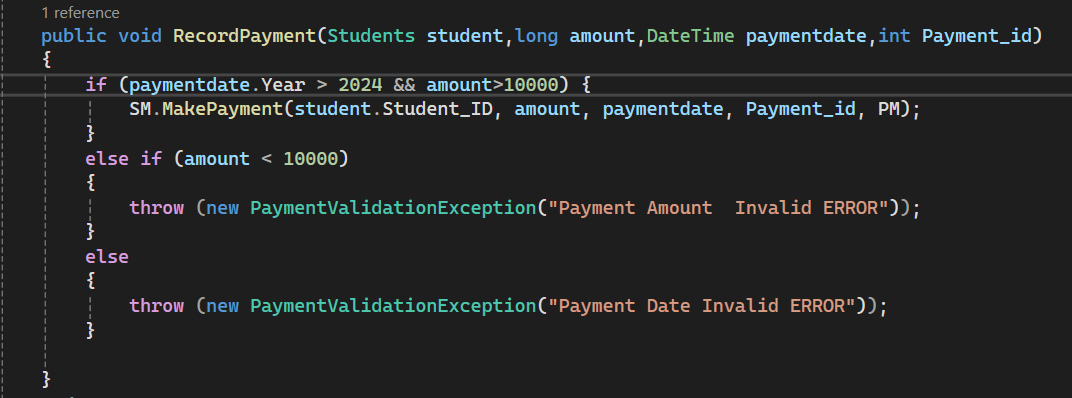 1 reference
public void RecordPayment(Students student,long amount,DateTime paymentdate,int Payment_id)
{
if (paymentdate.Year > 2024 && amount>10000) {
SM.MakePayment(student.Student_ID, amount, paymentdate, Payment_id, PM);
}
else if (amount < 10000)
{
throw (new PaymentValidationException("Payment Amount  Invalid ERROR"));
}
else
{
throw (new PaymentValidationException("Payment Date Invalid ERROR"));
}
}